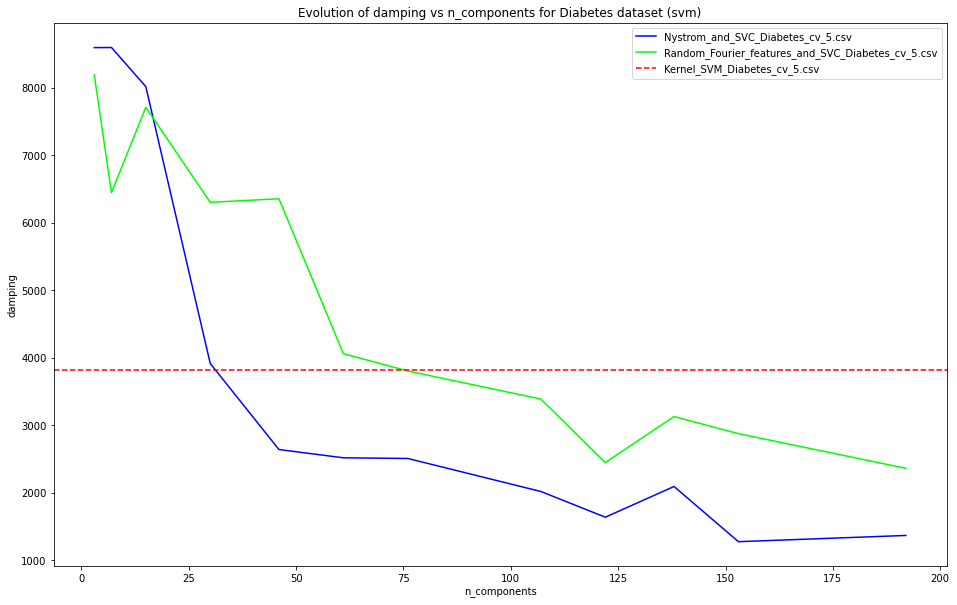 Evolution of damping vs n_components for Diabetes dataset (svm)
Nystrom_and_SVC_Diabetes_cv_5.csv
Random_Fourier_features_and_SVC_Diabetes_cv_5.csv
Kernel_SVM_Diabetes_cv_5.csv
8000
7000
6000
5000
4000
3000
2000
1000
damping
0 25 50 75 100 125 150 175 200
n_components